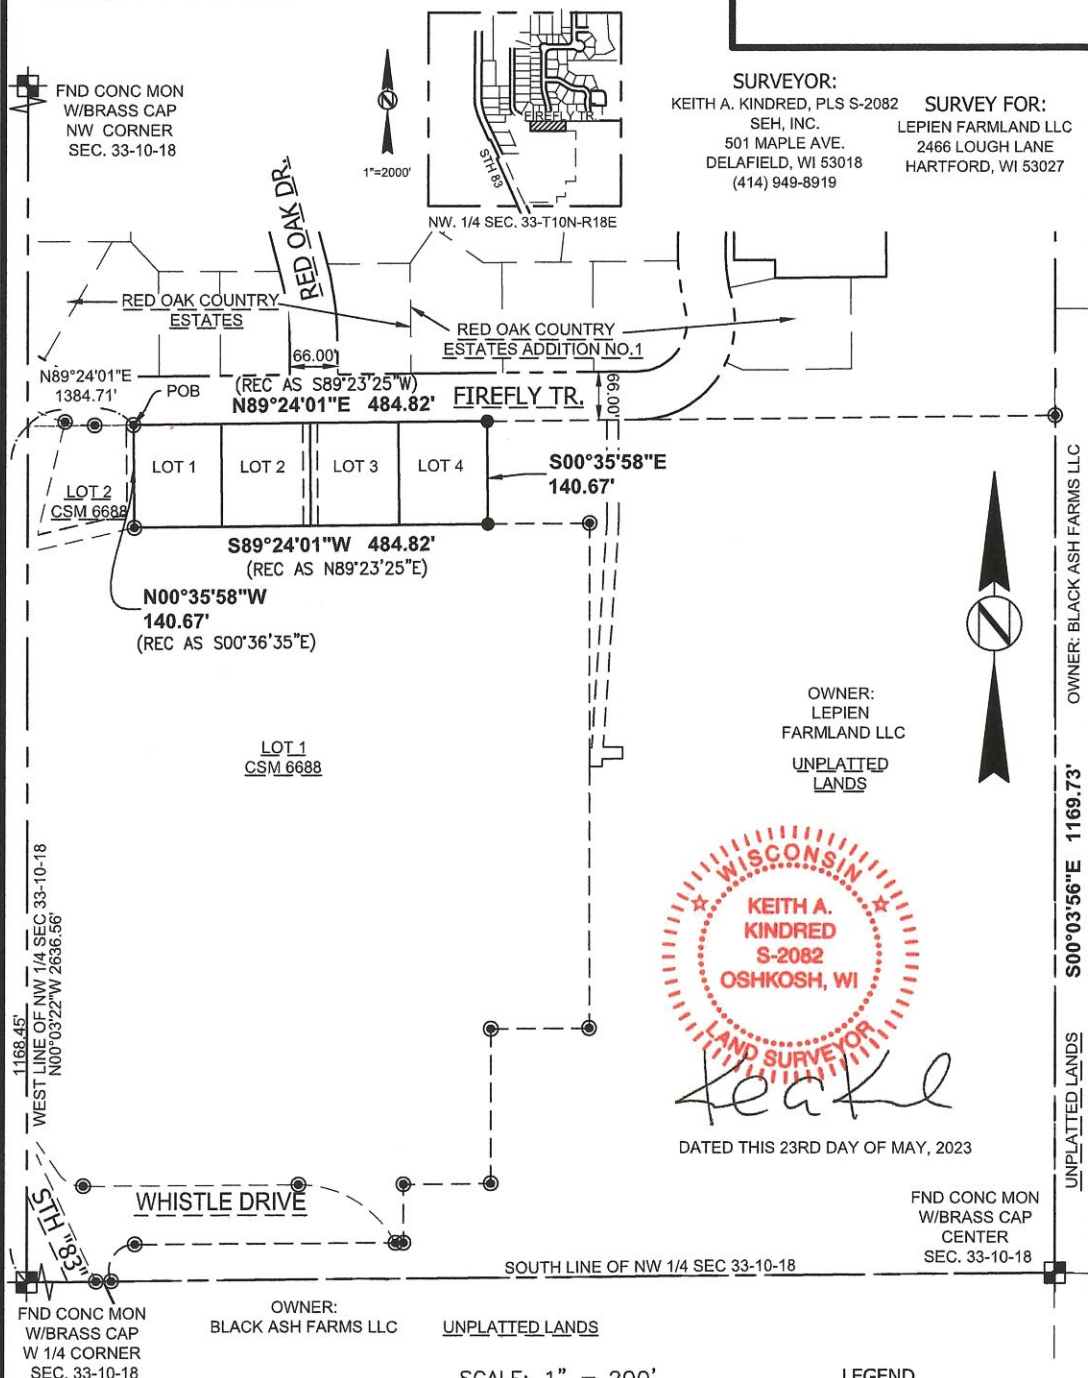 FND CONC MON
W/BRASS CAP
NW CORNER
SEC. 33-10-18
1"=2000'
FIREFLY TR.
STH 83
NW. 1/4 SEC. 33-T10N-R18E
SURVEYOR:
KEITH A. KINDRED, PLS S-2082
SEH, INC.
501 MAPLE AVE.
DELAFIELD, WI 53018
(414) 949-8919
SURVEY FOR:
LEPIEN FARMLAND LLC
2466 LOUGH LANE
HARTFORD, WI 53027
RED OAK DR.
RED OAK COUNTRY
ESTATES
RED OAK COUNTRY
ESTATES ADDITION NO.1
66.00'
(REC AS S89°23'25"W)
N89°24'01"E 484.82'
FIREFLY TR.
66.00'
N89°24'01"E
1384.71'
POB
LOT 1
LOT 2
LOT 3
LOT 4
S00°35'58"E
140.67'
LOT 2
CSM 6688
S89°24'01"W 484.82'
(REC AS N89°23'25"E)
N00°35'58"W
140.67'
(REC AS S00°36'35"E)
LOT 1
CSM 6688
OWNER:
LEPIEN
FARMLAND LLC
UNPLATTED
LANDS
OWNER: BLACK ASH FARMS LLC
S00°03'56"E 1169.73'
UNPLATTED LANDS
1168.45'
WEST LINE OF NW 1/4 SEC 33-10-18
N00°03'22"W 2636.56'
WISCONSIN
KEITH A.
KINDRED
S-2082
OSHKOSH, WI
LAND SURVEYOR
DATED THIS 23RD DAY OF MAY, 2023
STH "83"
WHISTLE DRIVE
FND CONC MON
W/BRASS CAP
CENTER
SEC. 33-10-18
SOUTH LINE OF NW 1/4 SEC 33-10-18
FND CONC MON
W/BRASS CAP
W 1/4 CORNER
SEC. 33-10-18
OWNER:
BLACK ASH FARMS LLC
UNPLATTED LANDS
SCALE: 1" = 200'
LEGEND